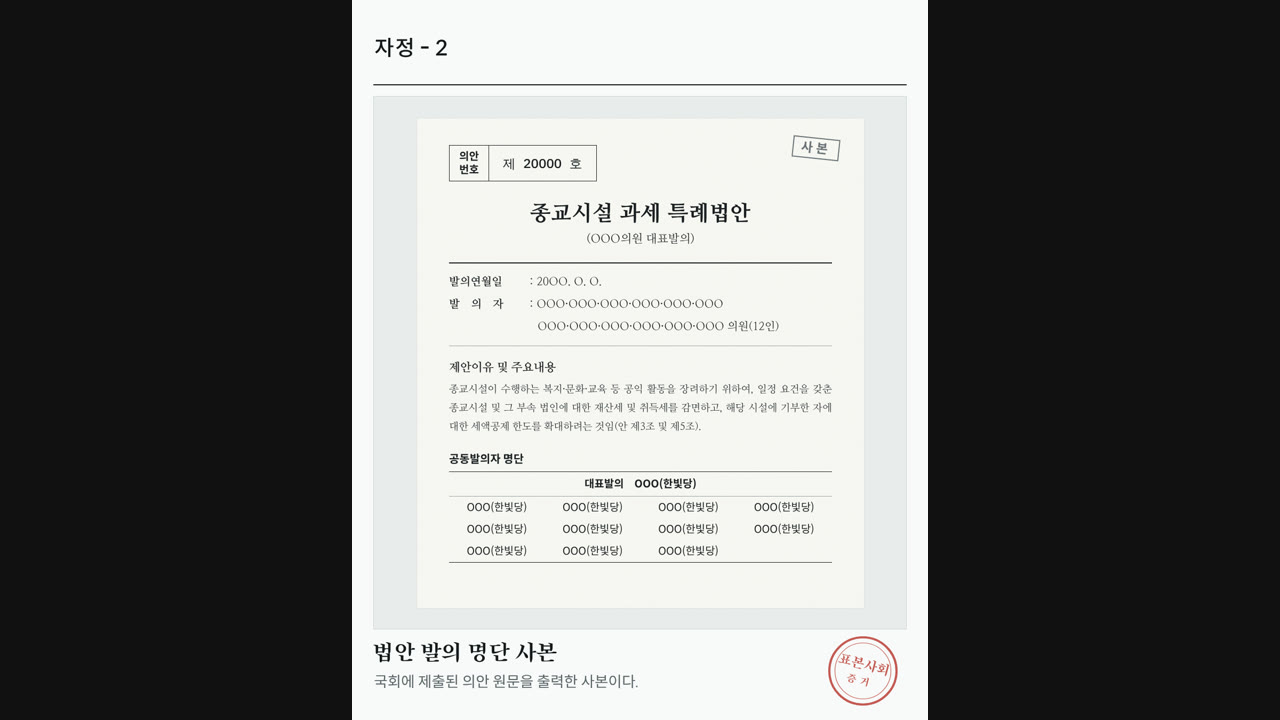 자정 - 2
사본
의안
번호
제 20000 호
종교시설 과세 특례법안
(OOO의원 대표발의)
발의연월일 : 20OO. O. O.
발 의 자 : OOO·OOO·OOO·OOO·OOO·OOO
OOO·OOO·OOO·OOO·OOO·OOO 의원(12인)
제안이유 및 주요내용
종교시설이 수행하는 복지·문화·교육 등 공익 활동을 장려하기 위하여, 일정 요건을 갖춘
종교시설 및 그 부속 법인에 대한 재산세 및 취득세를 감면하고, 해당 시설에 기부한 자에
대한 세액공제 한도를 확대하려는 것임(안 제3조 및 제5조).
공동발의자 명단
대표발의 OOO(한빛당)
OOO(한빛당) OOO(한빛당) OOO(한빛당) OOO(한빛당)
OOO(한빛당) OOO(한빛당) OOO(한빛당) OOO(한빛당)
OOO(한빛당) OOO(한빛당) OOO(한빛당)
법안 발의 명단 사본
국회에 제출된 의안 원문을 출력한 사본이다.
표본사회
증거